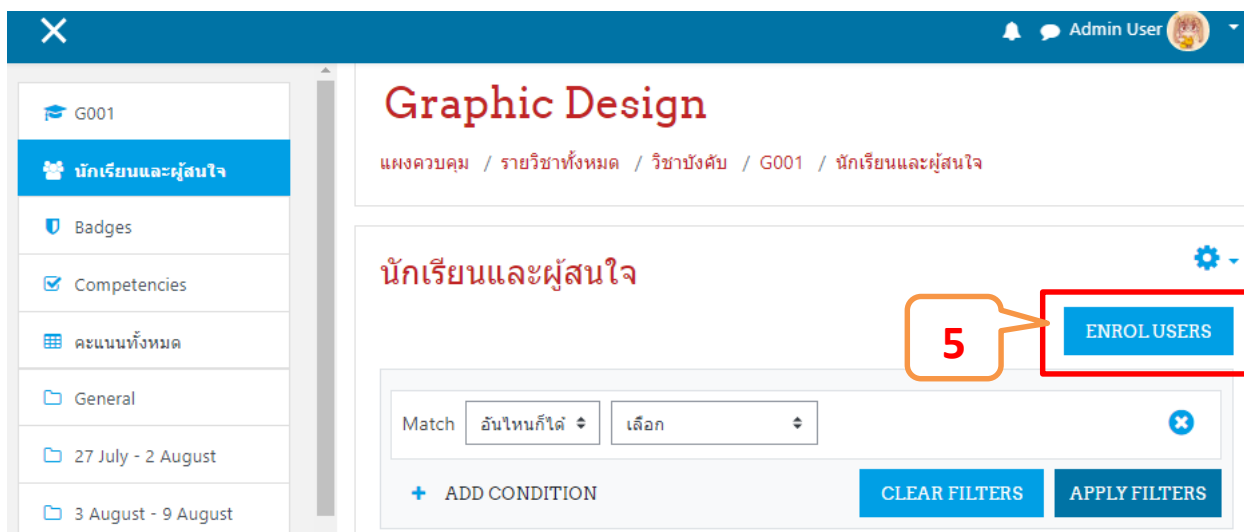 Admin User
G001
นักเรียนและผู้สนใจ
Badges
Competencies
คะแนนทั้งหมด
General
27 July - 2 August
3 August - 9 August
Graphic Design
แผงควบคุม / รายวิชาทั้งหมด / วิชาบังคับ / G001 / นักเรียนและผู้สนใจ
นักเรียนและผู้สนใจ
5
ENROL USERS
Match อันไหนก็ได้ เลือก
ADD CONDITION CLEAR FILTERS APPLY FILTERS